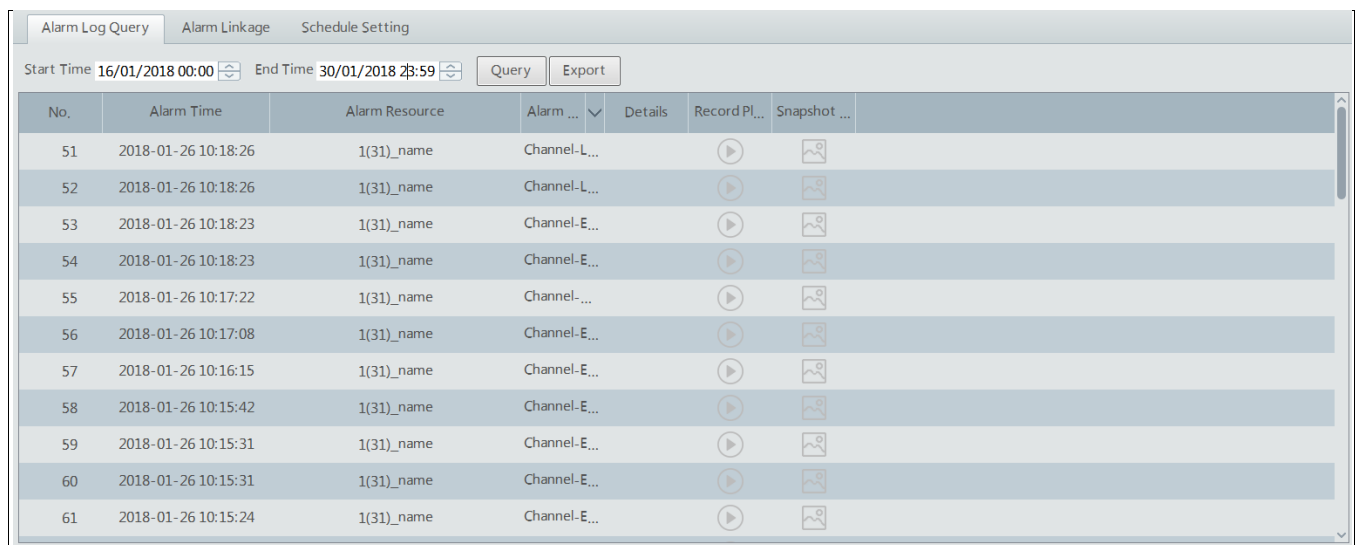 Alarm Log Query Alarm Linkage Schedule Setting
Start Time 16/01/2018 00:00 End Time 30/01/2018 23:59 Query Export
No. Alarm Time Alarm Resource Alarm ... Details Record Pl... Snapshot ...
51 2018-01-26 10:18:26 1(31)_name Channel-L...
52 2018-01-26 10:18:26 1(31)_name Channel-L...
53 2018-01-26 10:18:23 1(31)_name Channel-E...
54 2018-01-26 10:18:23 1(31)_name Channel-E...
55 2018-01-26 10:17:22 1(31)_name Channel-...
56 2018-01-26 10:17:08 1(31)_name Channel-E...
57 2018-01-26 10:16:15 1(31)_name Channel-E...
58 2018-01-26 10:15:42 1(31)_name Channel-E...
59 2018-01-26 10:15:31 1(31)_name Channel-E...
60 2018-01-26 10:15:31 1(31)_name Channel-E...
61 2018-01-26 10:15:24 1(31)_name Channel-E...